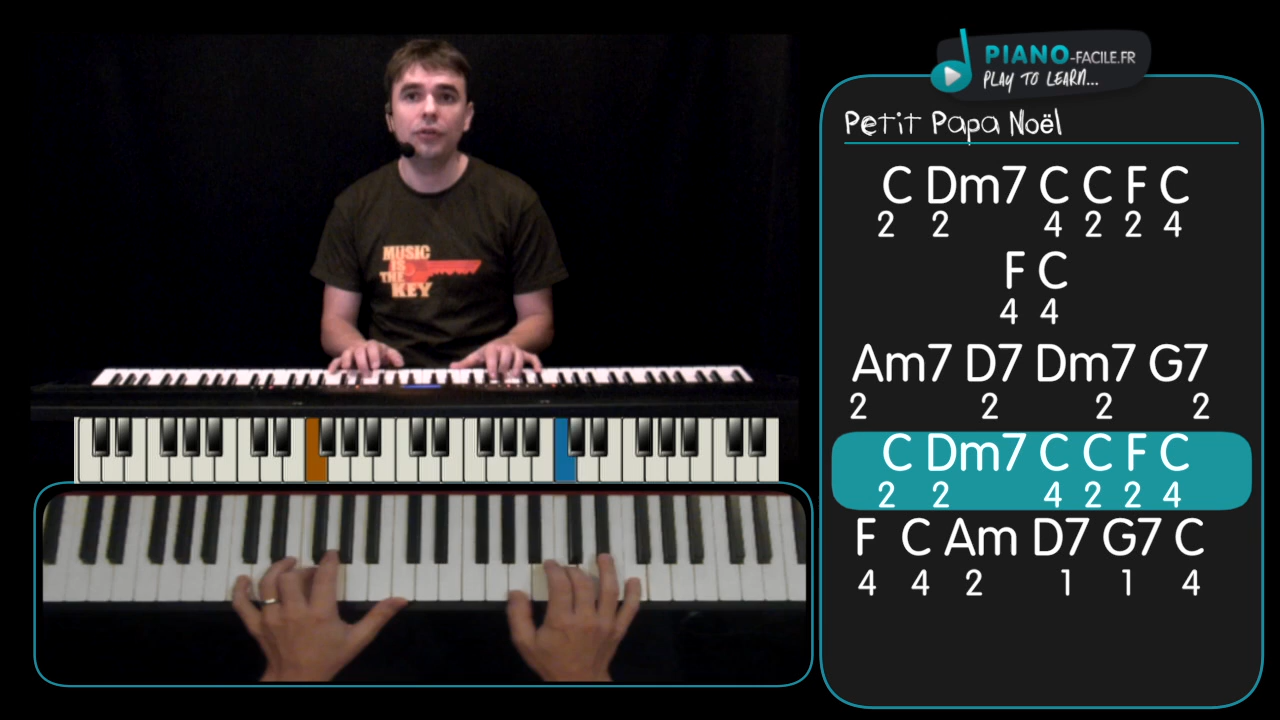 MUSIC
IS
THE
KEY
PIANO-FACILE.FR
PLAY TO LEARN...
Petit Papa Noël
C Dm7 C C F C
2 2 4 2 2 4
F C
4 4
Am7 D7 Dm7 G7
2 2 2 2
C Dm7 C C F C
2 2 4 2 2 4
F C Am D7 G7 C
4 4 2 1 1 4